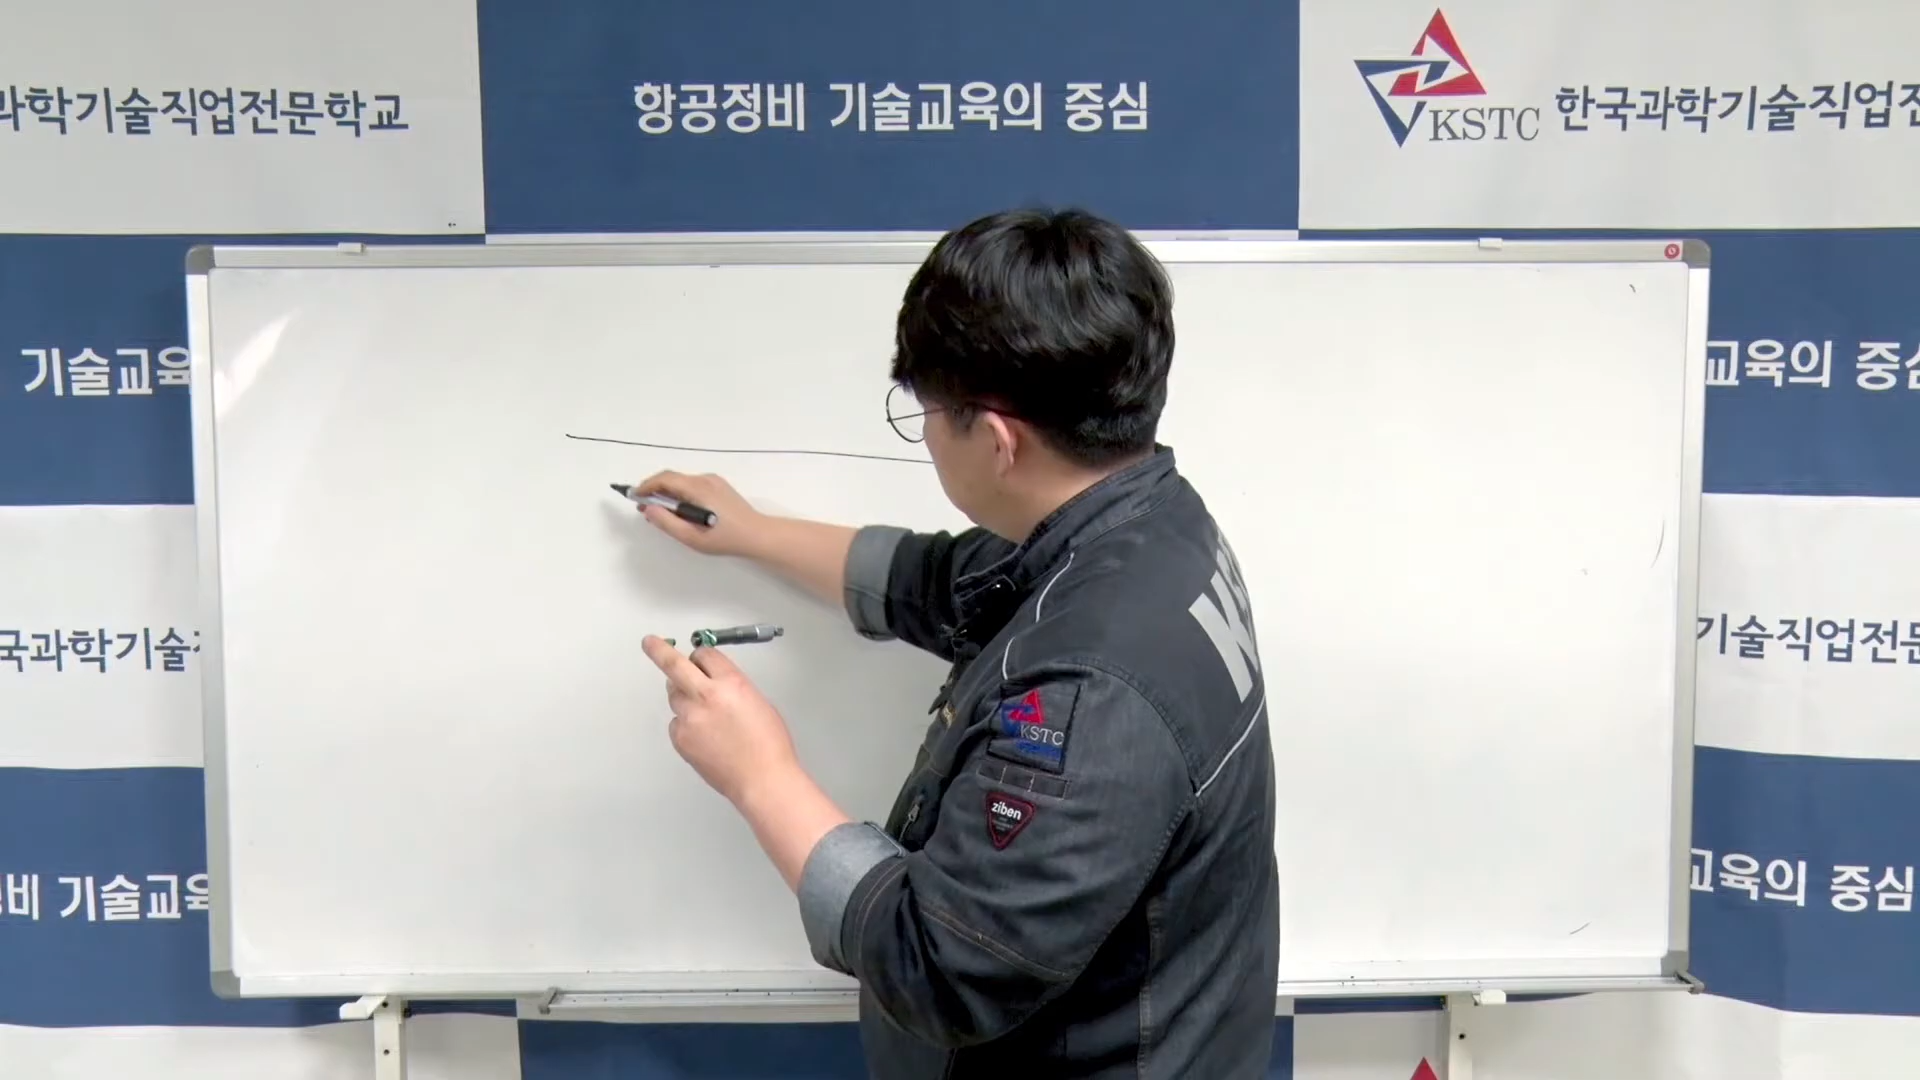 과학기술직업전문학교
항공정비 기술교육의 중심
KSTC 한국과학기술직업전
기술교육
교육의 중심
국과학기술
기술직업전문
비 기술교육
교육의 중심
KSTC
ziben